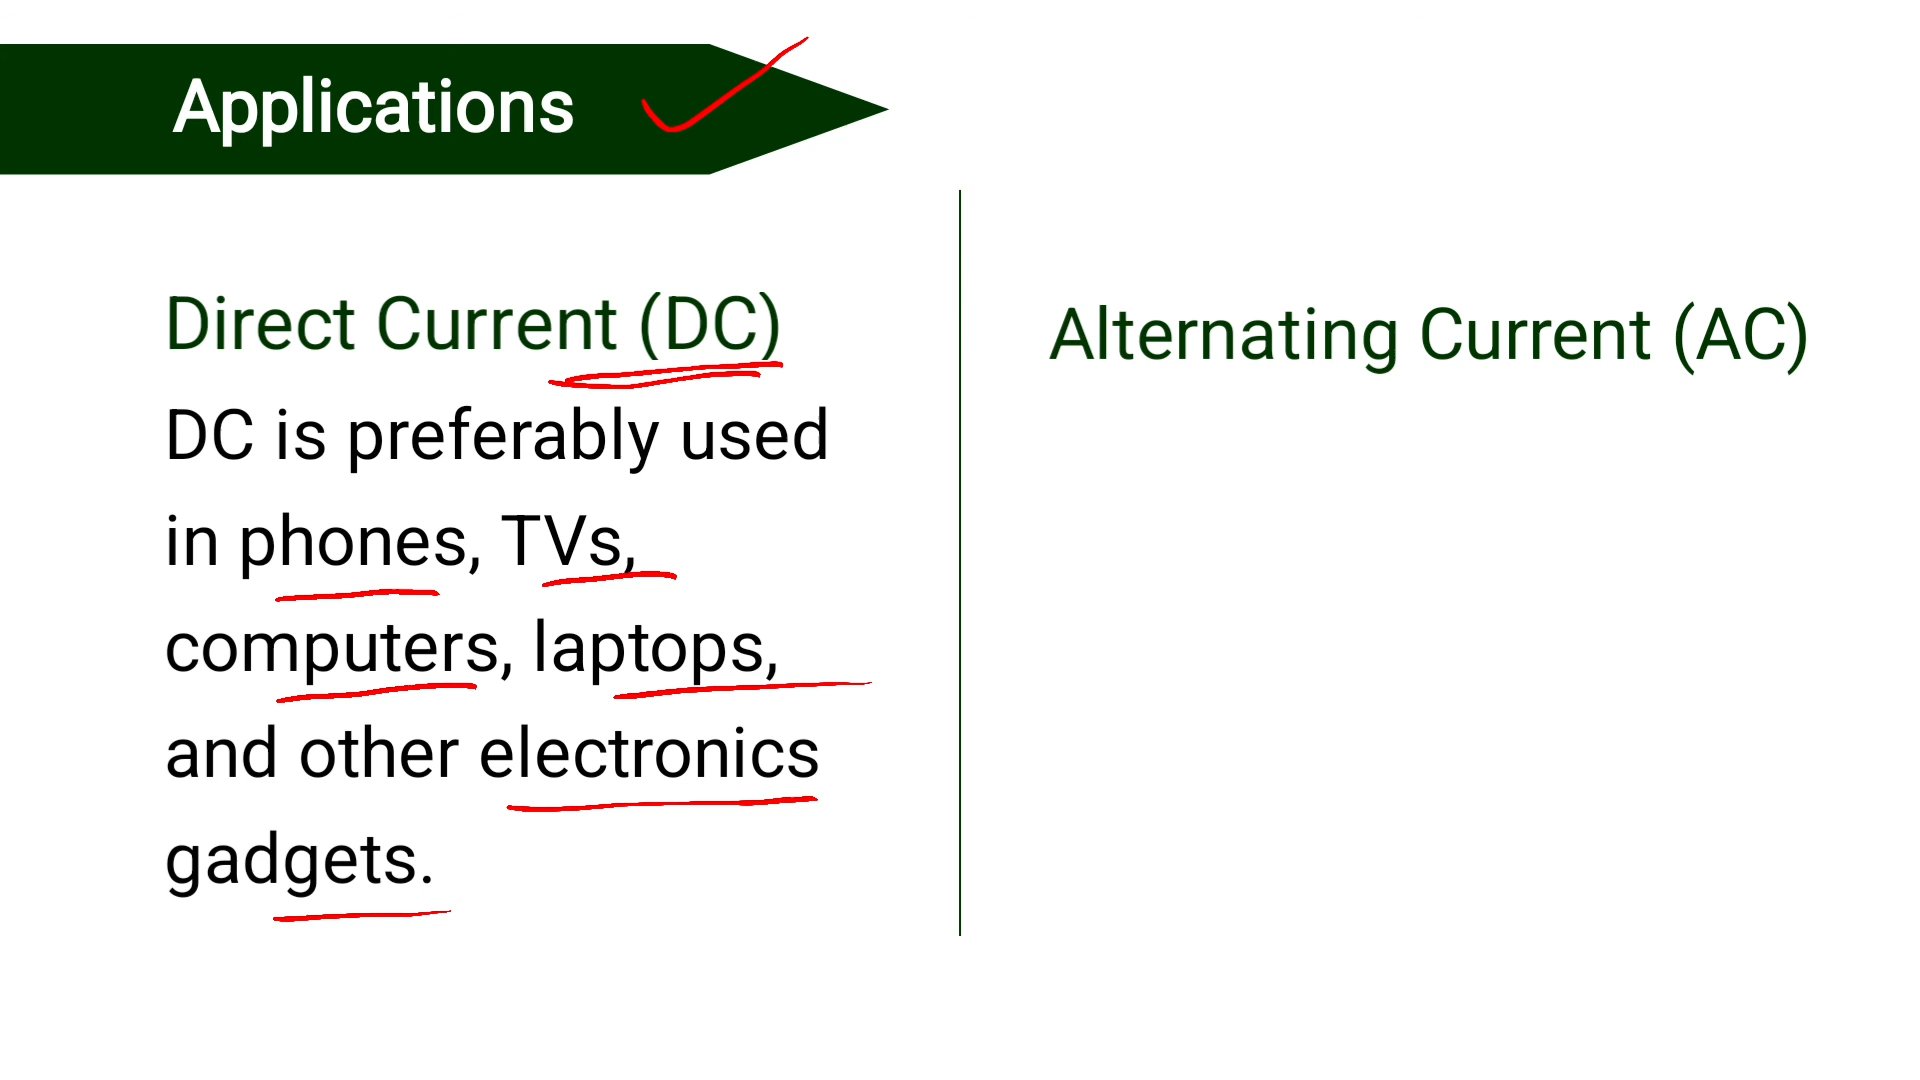 Applications
Direct Current (DC)
DC is preferably used
in phones, TVs,
computers, laptops,
and other electronics
gadgets.
Alternating Current (AC)